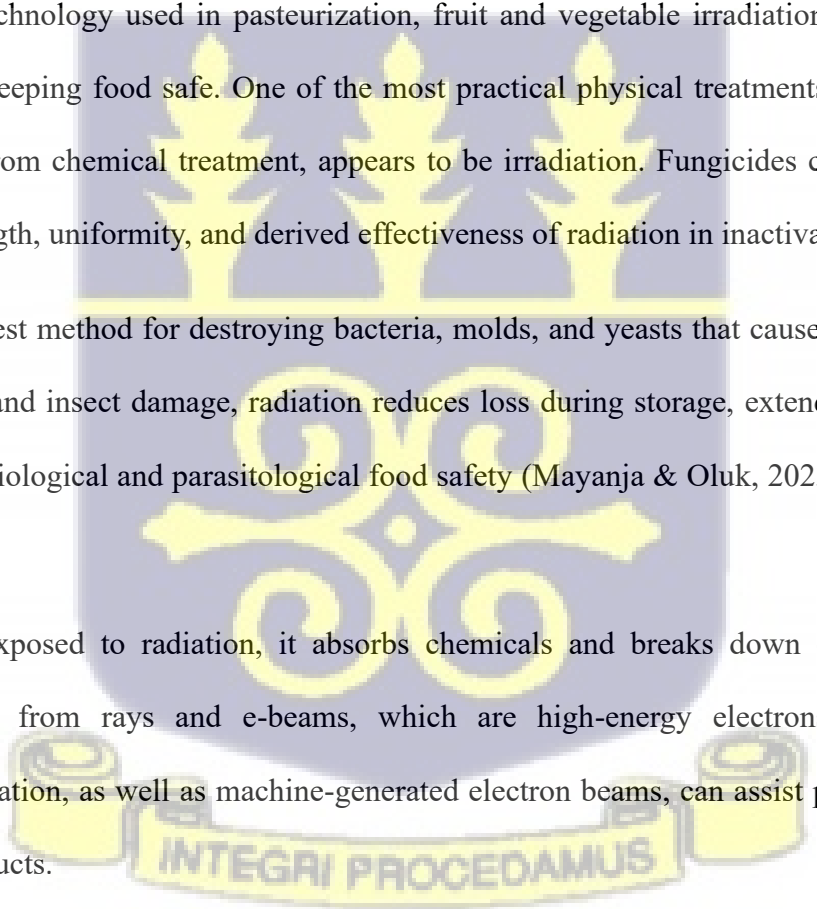 chnology used in pasteurization, fruit and vegetable irradiation
eeping food safe. One of the most practical physical treatments
rom chemical treatment, appears to be irradiation. Fungicides
gth, uniformity, and derived effectiveness of radiation in inactiva
est method for destroying bacteria, molds, and yeasts that cause
and insect damage, radiation reduces loss during storage, exten
iological and parasitological food safety (Mayanja & Oluk, 202
xposed to radiation, it absorbs chemicals and breaks down
from rays and e-beams, which are high-energy electron
ation, as well as machine-generated electron beams, can assist p
ucts.
INTEGRI PROCEDAMUS